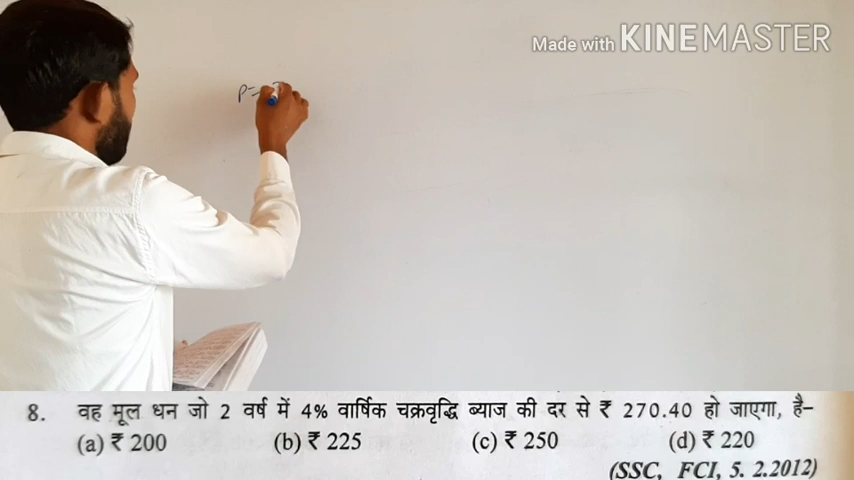 Made with KINEMASTER
P =
8. वह मूल धन जो 2 वर्ष में 4% वार्षिक चक्रवृद्धि ब्याज की दर से ₹ 270.40 हो जाएगा, है–
(a) ₹ 200 (b) ₹ 225 (c) ₹ 250 (d) ₹ 220
(SSC, FCI, 5. 2.2012)